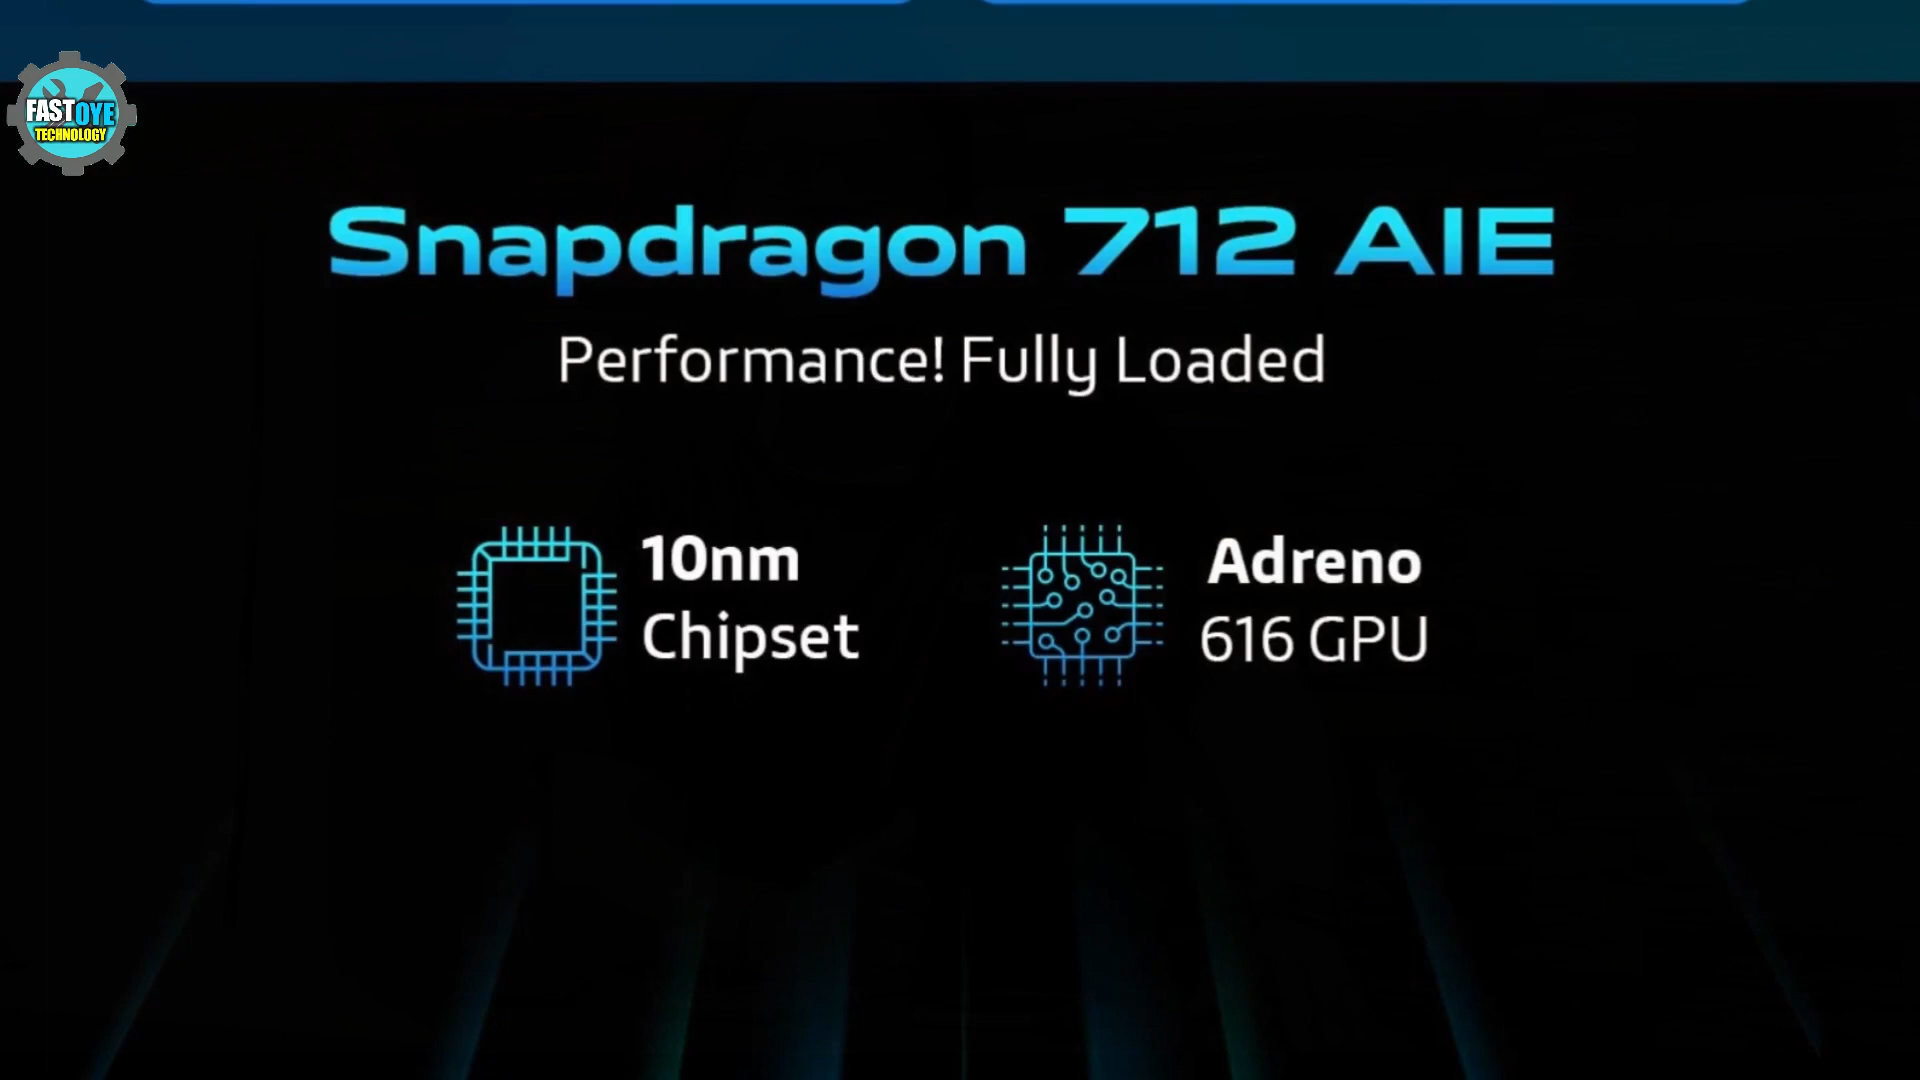 FAST OYE
TECHNOLOGY
Snapdragon 712 AIE
Performance! Fully Loaded
10nm
Chipset
Adreno
616 GPU